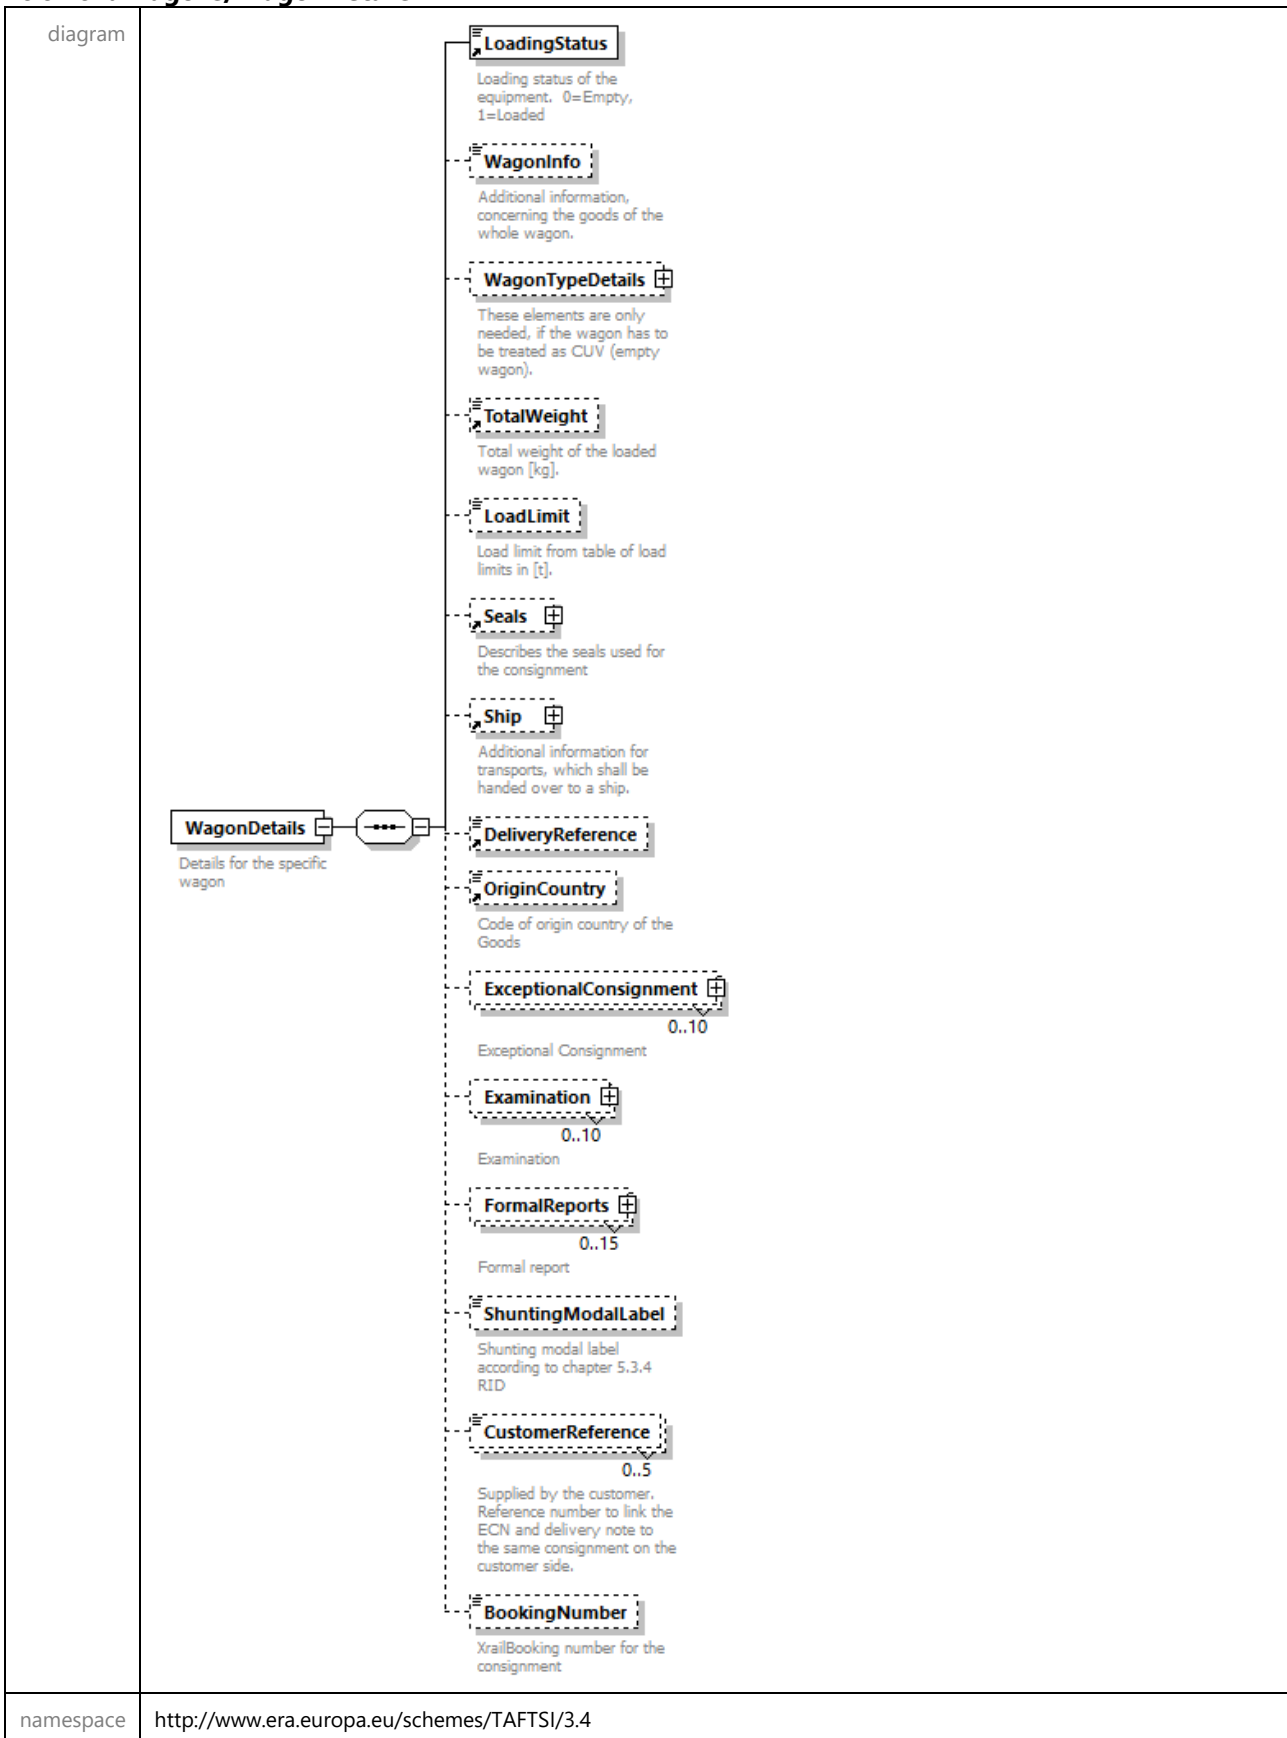 diagram
LoadingStatus
Loading status of the
equipment.  0=Empty,
1=Loaded
WagonInfo
Additional information,
concerning the goods of the
whole wagon.
WagonTypeDetails
These elements are only
needed, if the wagon has to
be treated as CUV (empty
wagon).
TotalWeight
Total weight of the loaded
wagon [kg].
LoadLimit
Load limit from table of load
limits in [t].
Seals
Describes the seals used for
the consignment
Ship
Additional information for
transports, which shall be
handed over to a ship.
WagonDetails
Details for the specific
wagon
DeliveryReference
OriginCountry
Code of origin country of the
Goods
ExceptionalConsignment
0..10
Exceptional Consignment
Examination
0..10
Examination
FormalReports
0..15
Formal report
ShuntingModalLabel
Shunting modal label
according to chapter 5.3.4
RID
CustomerReference
0..5
Supplied by the customer.
Reference number to link the
ECN and delivery note to
the same consignment on the
customer side.
BookingNumber
XrailBooking number for the
consignment
namespace
http://www.era.europa.eu/schemes/TAFTSI/3.4